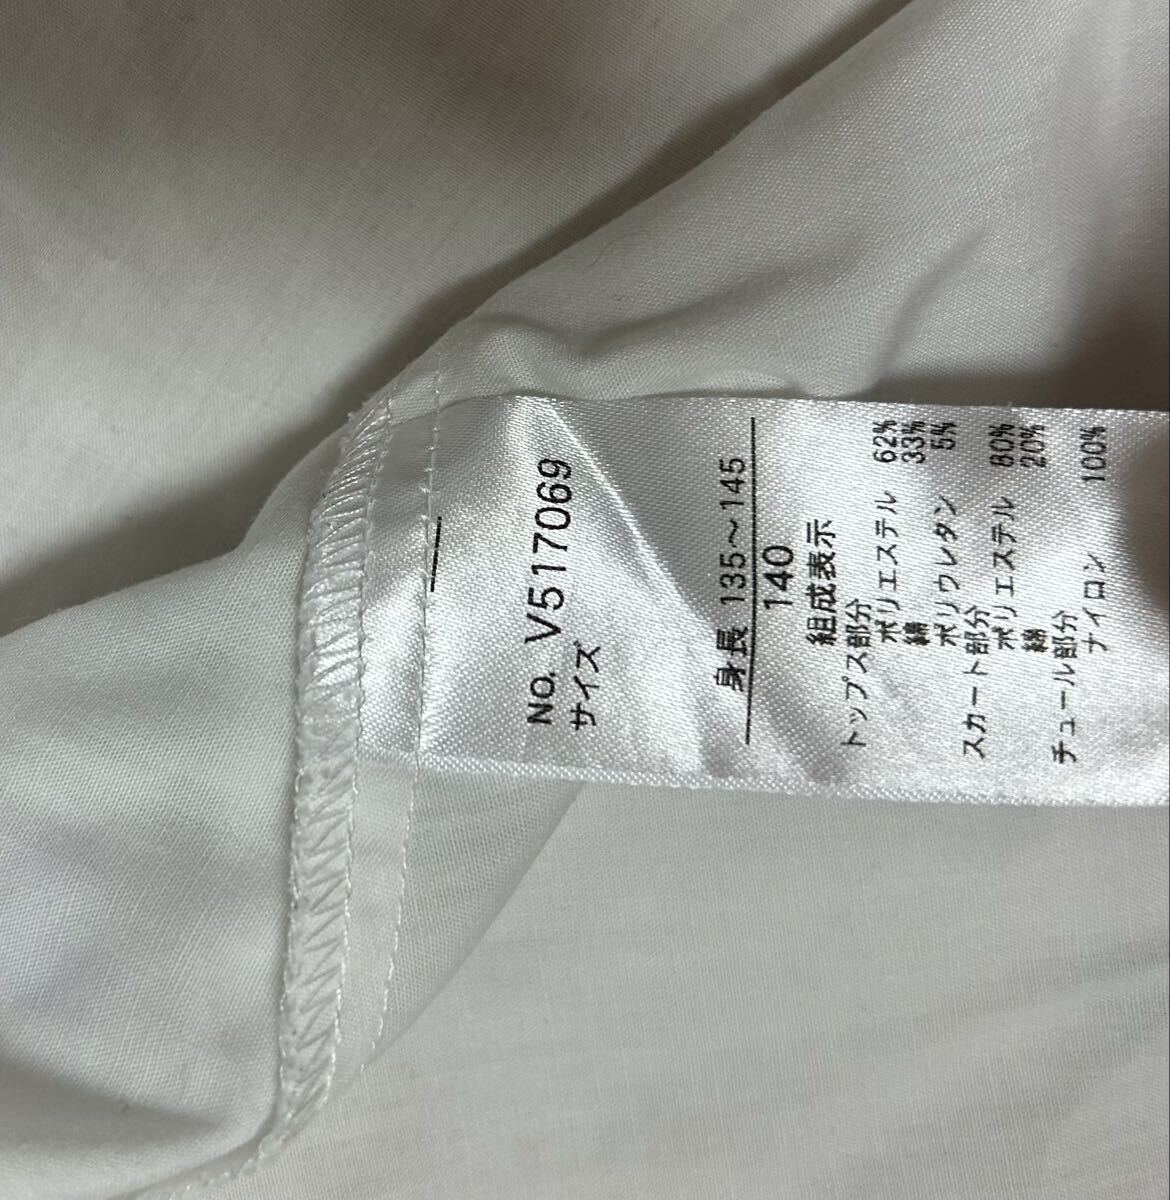 No. V517069
サイズ
身長 135～145
140
組成表示
トップス部分
ポリエステル 62%
綿 33%
ポリウレタン 5%
スカート部分
ポリエステル 80%
綿 20%
チュール部分
ナイロン 100%